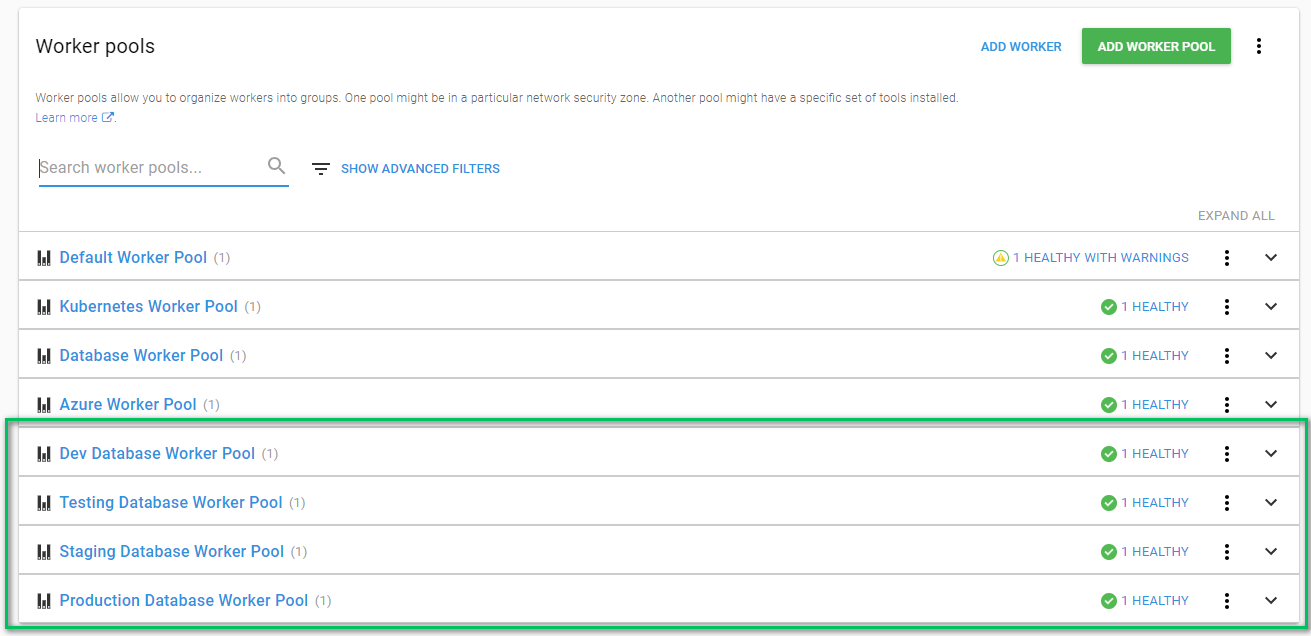 Worker pools
ADD WORKER
ADD WORKER POOL
Worker pools allow you to organize workers into groups. One pool might be in a particular network security zone. Another pool might have a specific set of tools installed.
Learn more.
Search worker pools...
SHOW ADVANCED FILTERS
EXPAND ALL
Default Worker Pool (1) 1 HEALTHY WITH WARNINGS
Kubernetes Worker Pool (1) 1 HEALTHY
Database Worker Pool (1) 1 HEALTHY
Azure Worker Pool (1) 1 HEALTHY
Dev Database Worker Pool (1) 1 HEALTHY
Testing Database Worker Pool (1) 1 HEALTHY
Staging Database Worker Pool (1) 1 HEALTHY
Production Database Worker Pool (1) 1 HEALTHY